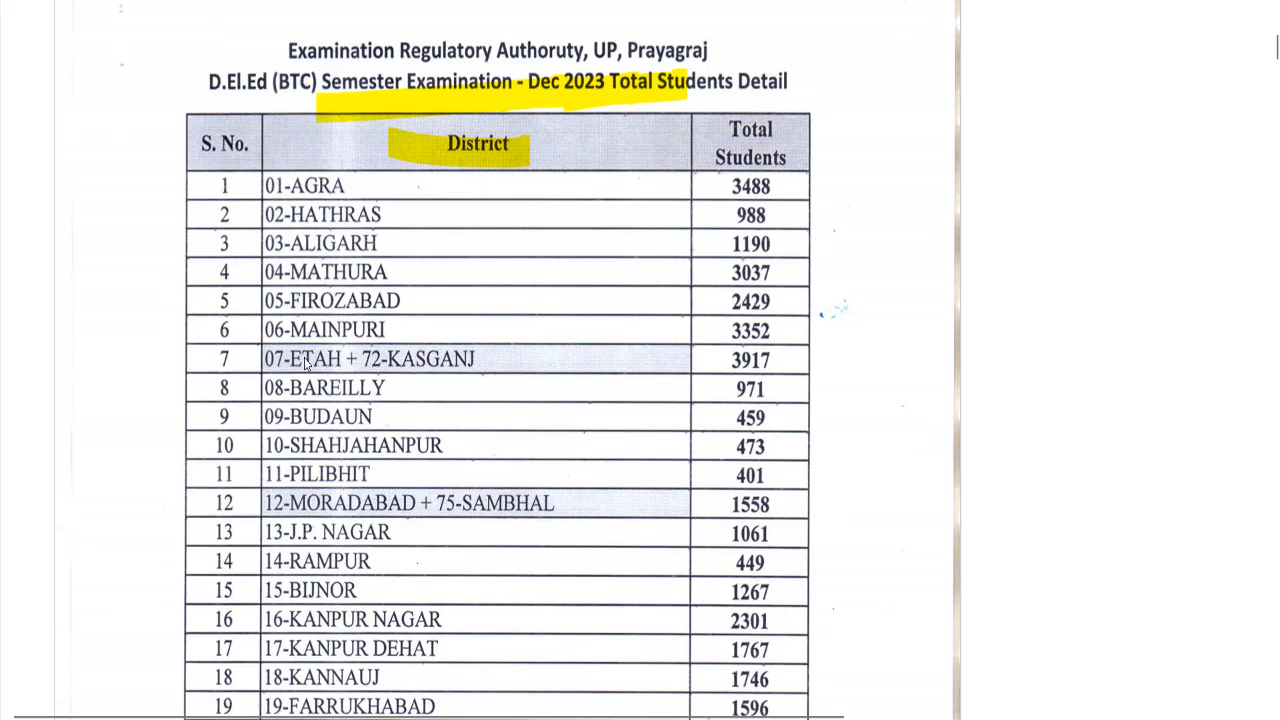 Examination Regulatory Authoruty, UP, Prayagraj
D.El.Ed (BTC) Semester Examination - Dec 2023 Total Students Detail
S. No. District Total Students
1 01-AGRA 3488
2 02-HATHRAS 988
3 03-ALIGARH 1190
4 04-MATHURA 3037
5 05-FIROZABAD 2429
6 06-MAINPURI 3352
7 07-ETAH + 72-KASGANJ 3917
8 08-BAREILLY 971
9 09-BUDAUN 459
10 10-SHAHJAHANPUR 473
11 11-PILIBHIT 401
12 12-MORADABAD + 75-SAMBHAL 1558
13 13-J.P. NAGAR 1061
14 14-RAMPUR 449
15 15-BIJNOR 1267
16 16-KANPUR NAGAR 2301
17 17-KANPUR DEHAT 1767
18 18-KANNAUJ 1746
19 19-FARRUKHABAD 1596